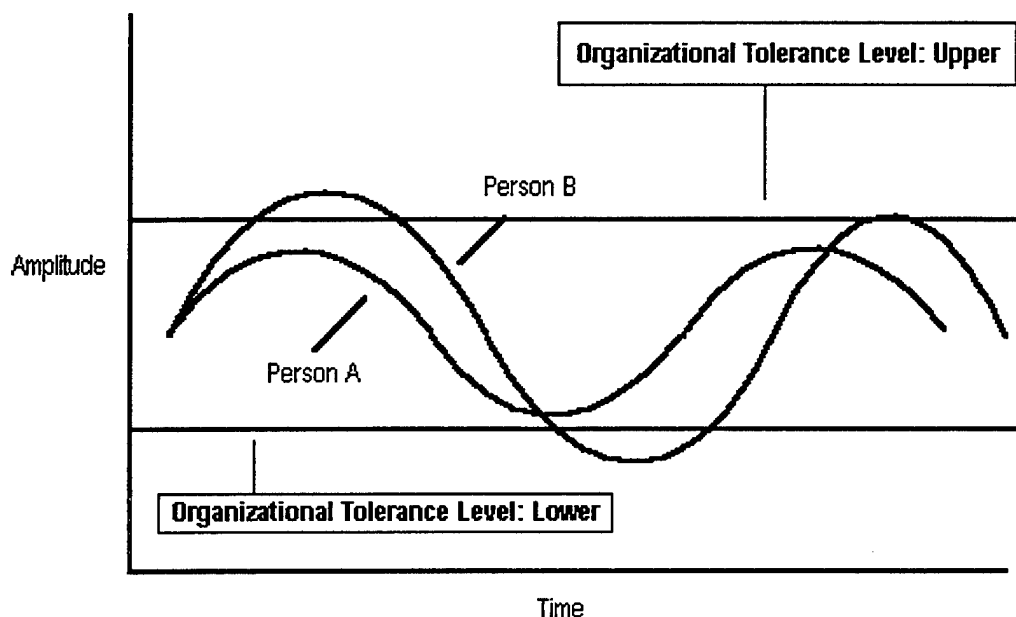 Organizational Tolerance Level: Upper
Person B
Amplitude
Person A
Organizational Tolerance Level: Lower
Time